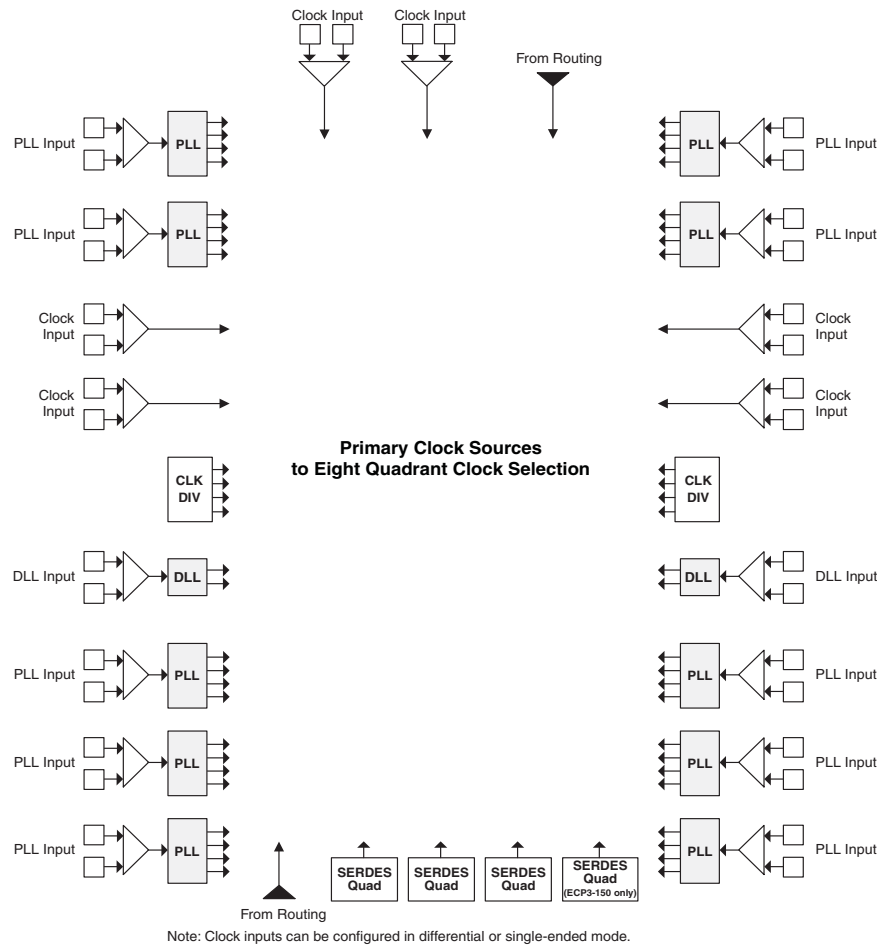 Clock Input Clock Input
From Routing
PLL Input PLL PLL PLL Input
PLL Input PLL PLL PLL Input
Clock Clock
Input Input
Clock Clock
Input Input
Primary Clock Sources
to Eight Quadrant Clock Selection
CLK CLK
DIV DIV
DLL Input DLL DLL DLL Input
PLL Input PLL PLL PLL Input
PLL Input PLL PLL PLL Input
PLL Input PLL PLL PLL Input
SERDES SERDES SERDES SERDES
Quad Quad Quad Quad
(ECP3-150 only)
From Routing
Note: Clock inputs can be configured in differential or single-ended mode.